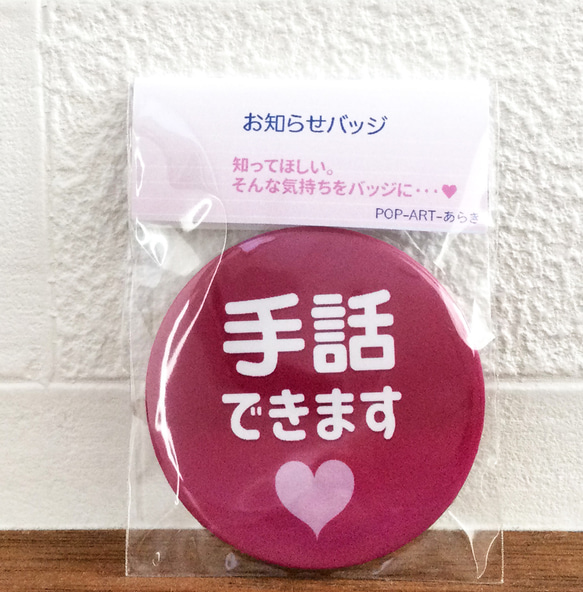 お知らせバッジ
知ってほしい。
そんな気持ちをバッジに･･･♥
POP-ART-あらき
手話
できます